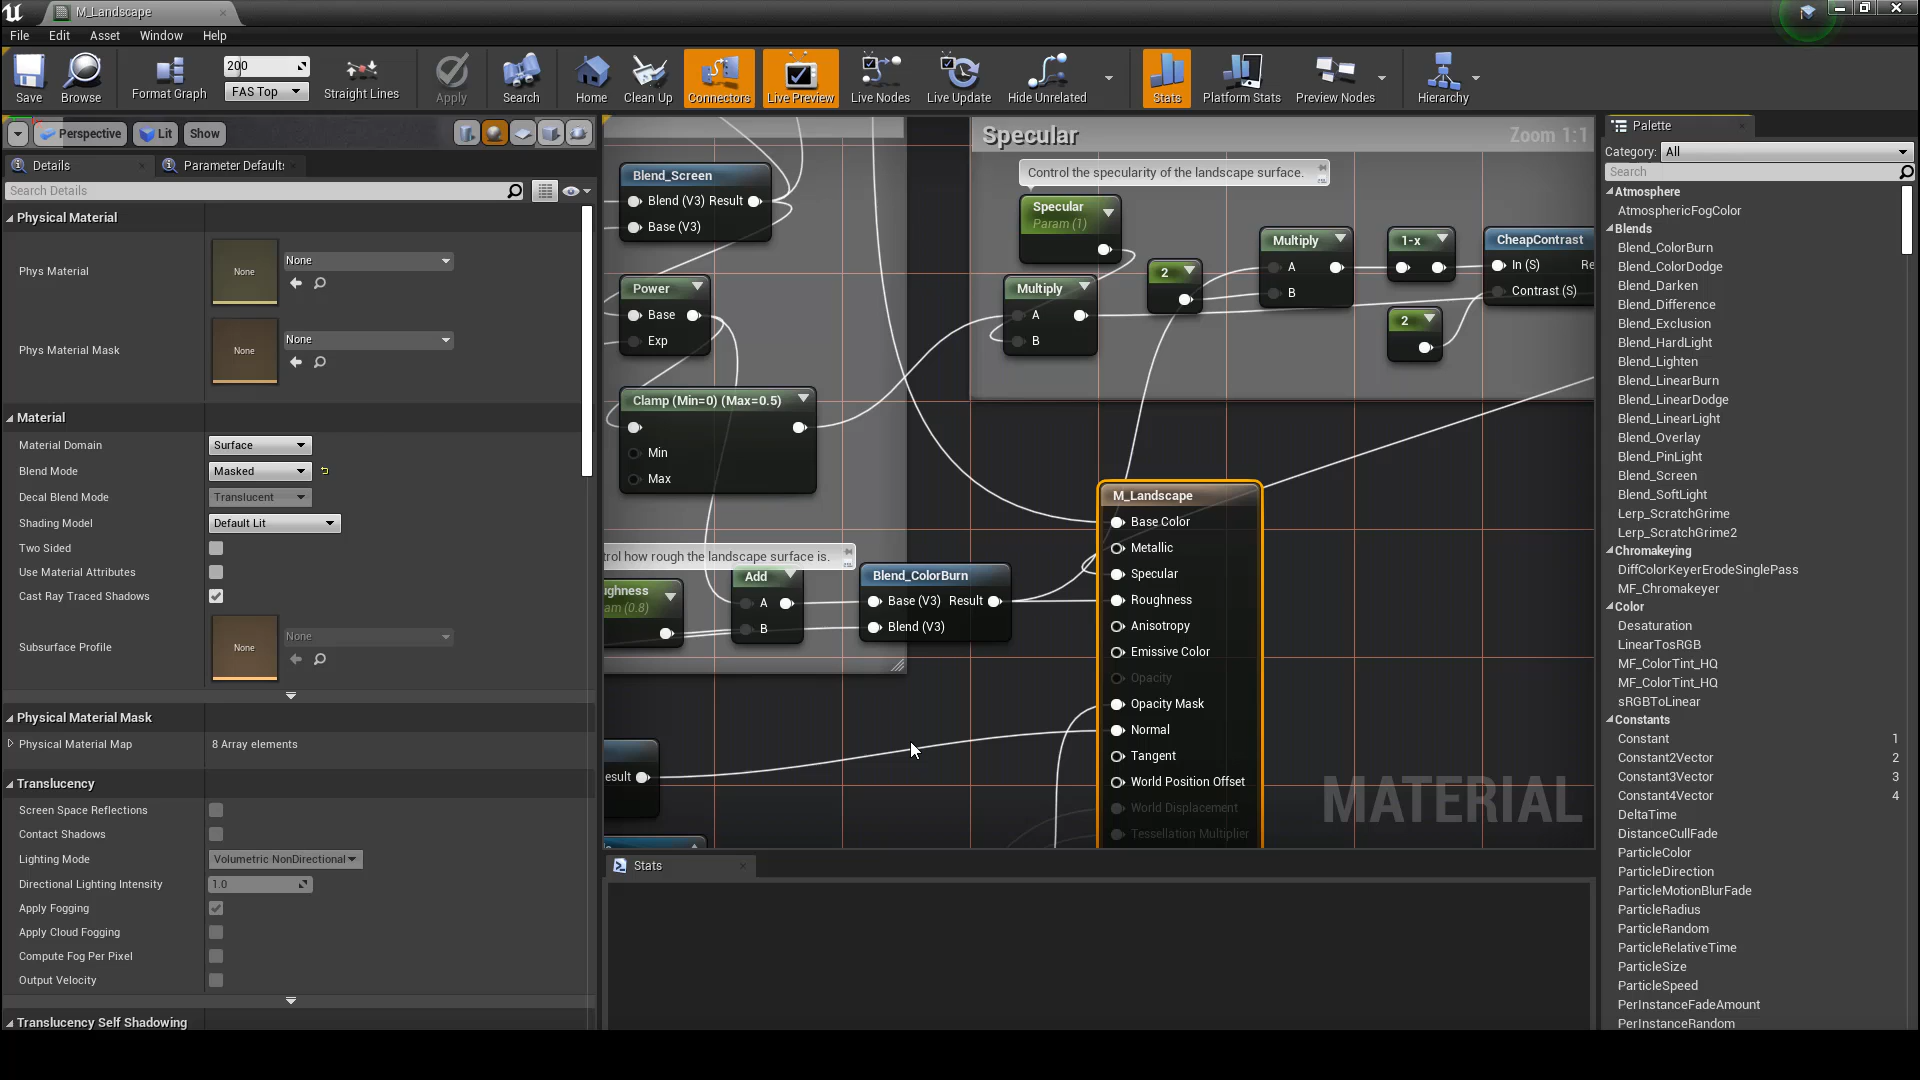 M_Landscape
File Edit Asset Window Help
Save
Browse
Format Graph
200
FAS Top
Straight Lines
Apply
Search
Home
Clean Up
Connectors
Live Preview
Live Nodes
Live Update
Hide Unrelated
Stats
Platform Stats
Preview Nodes
Hierarchy
Perspective
Lit
Show
Details
Parameter Default
Search Details
Physical Material
Phys Material
None
None
Phys Material Mask
None
None
Material
Material Domain
Surface
Blend Mode
Masked
Decal Blend Mode
Translucent
Shading Model
Default Lit
Two Sided
Use Material Attributes
Cast Ray Traced Shadows
Subsurface Profile
None
None
Physical Material Mask
Physical Material Map
8 Array elements
Translucency
Screen Space Reflections
Contact Shadows
Lighting Mode
Volumetric NonDirectional
Directional Lighting Intensity
1.0
Apply Fogging
Apply Cloud Fogging
Compute Fog Per Pixel
Output Velocity
Translucency Self Shadowing
Blend_Screen
Blend (V3) Result
Base (V3)
Power
Base
Exp
Clamp (Min=0) (Max=0.5)
Min
Max
trol how rough the landscape surface is.
ughness
am (0.8)
Add
A
B
Blend_ColorBurn
Base (V3) Result
Blend (V3)
esult
Specular
Zoom 1:1
Control the specularity of the landscape surface.
Specular
Param (1)
Multiply
A
B
2
Multiply
A
B
1-x
2
CheapContrast
In (S) Re
Contrast (S)
M_Landscape
Base Color
Metallic
Specular
Roughness
Anisotropy
Emissive Color
Opacity
Opacity Mask
Normal
Tangent
World Position Offset
World Displacement
Tessellation Multiplier
MATERIAL
Stats
Palette
Category: All
Search
Atmosphere
AtmosphericFogColor
Blends
Blend_ColorBurn
Blend_ColorDodge
Blend_Darken
Blend_Difference
Blend_Exclusion
Blend_HardLight
Blend_Lighten
Blend_LinearBurn
Blend_LinearDodge
Blend_LinearLight
Blend_Overlay
Blend_PinLight
Blend_Screen
Blend_SoftLight
Lerp_ScratchGrime
Lerp_ScratchGrime2
Chromakeying
DiffColorKeyerErodeSinglePass
MF_Chromakeyer
Color
Desaturation
LinearTosRGB
MF_ColorTint_HQ
MF_ColorTint_HQ
sRGBToLinear
Constants
Constant 1
Constant2Vector 2
Constant3Vector 3
Constant4Vector 4
DeltaTime
DistanceCullFade
ParticleColor
ParticleDirection
ParticleMotionBlurFade
ParticleRadius
ParticleRandom
ParticleRelativeTime
ParticleSize
ParticleSpeed
PerInstanceFadeAmount
PerInstanceRandom